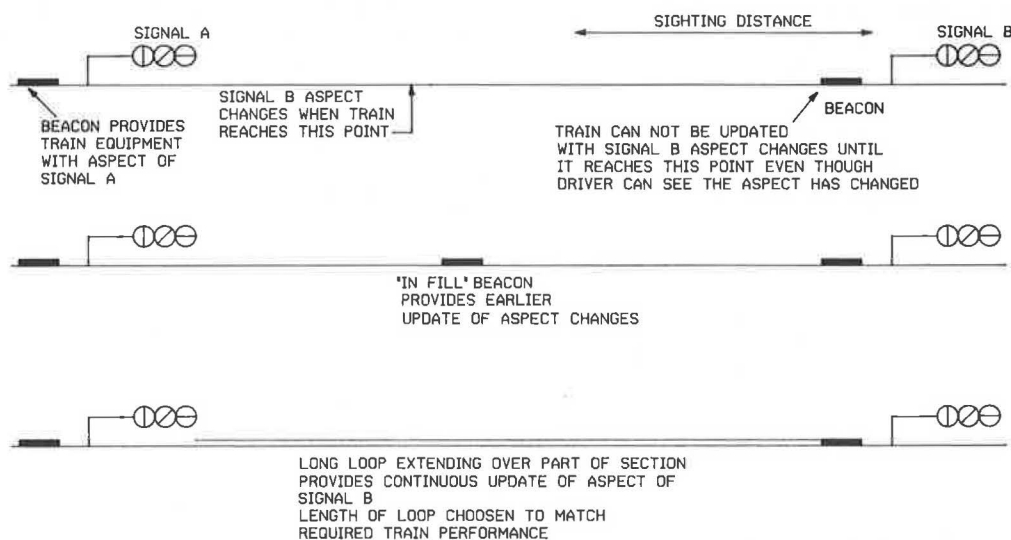 SIGHTING DISTANCE
SIGNAL A
SIGNAL B
SIGNAL B ASPECT
CHANGES WHEN TRAIN
REACHES THIS POINT
BEACON PROVIDES
TRAIN EQUIPMENT
WITH ASPECT OF
SIGNAL A
BEACON
TRAIN CAN NOT BE UPDATED
WITH SIGNAL B ASPECT CHANGES UNTIL
IT REACHES THIS POINT EVEN THOUGH
DRIVER CAN SEE THE ASPECT HAS CHANGED
'IN FILL' BEACON
PROVIDES EARLIER
UPDATE OF ASPECT CHANGES
LONG LOOP EXTENDING OVER PART OF SECTION
PROVIDES CONTINUOUS UPDATE OF ASPECT OF
SIGNAL B
LENGTH OF LOOP CHOOSEN TO MATCH
REQUIRED TRAIN PERFORMANCE